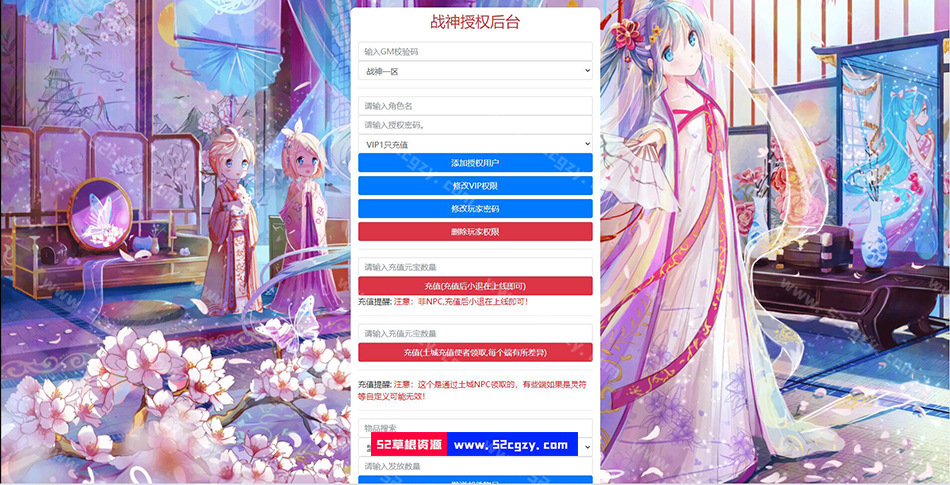 战神授权后台
输入GM校验码
战神一区
请输入角色名
请输入授权密码。
VIP1只充值
添加授权用户
修改VIP权限
修改玩家密码
删除玩家权限
请输入充值元宝数量
充值(充值后小退在上线即可)
充值提醒: 注意：非NPC,充值后小退在上线即可!
请输入充值元宝数量
充值(土城充值使者领取,每个端有所差异)
充值提醒: 注意：这个是通过土城NPC领取的，有些端如果是灵符
等自定义可能无效!
物品搜索
52草根资源 www.52cgzy.com
请输入发放数量